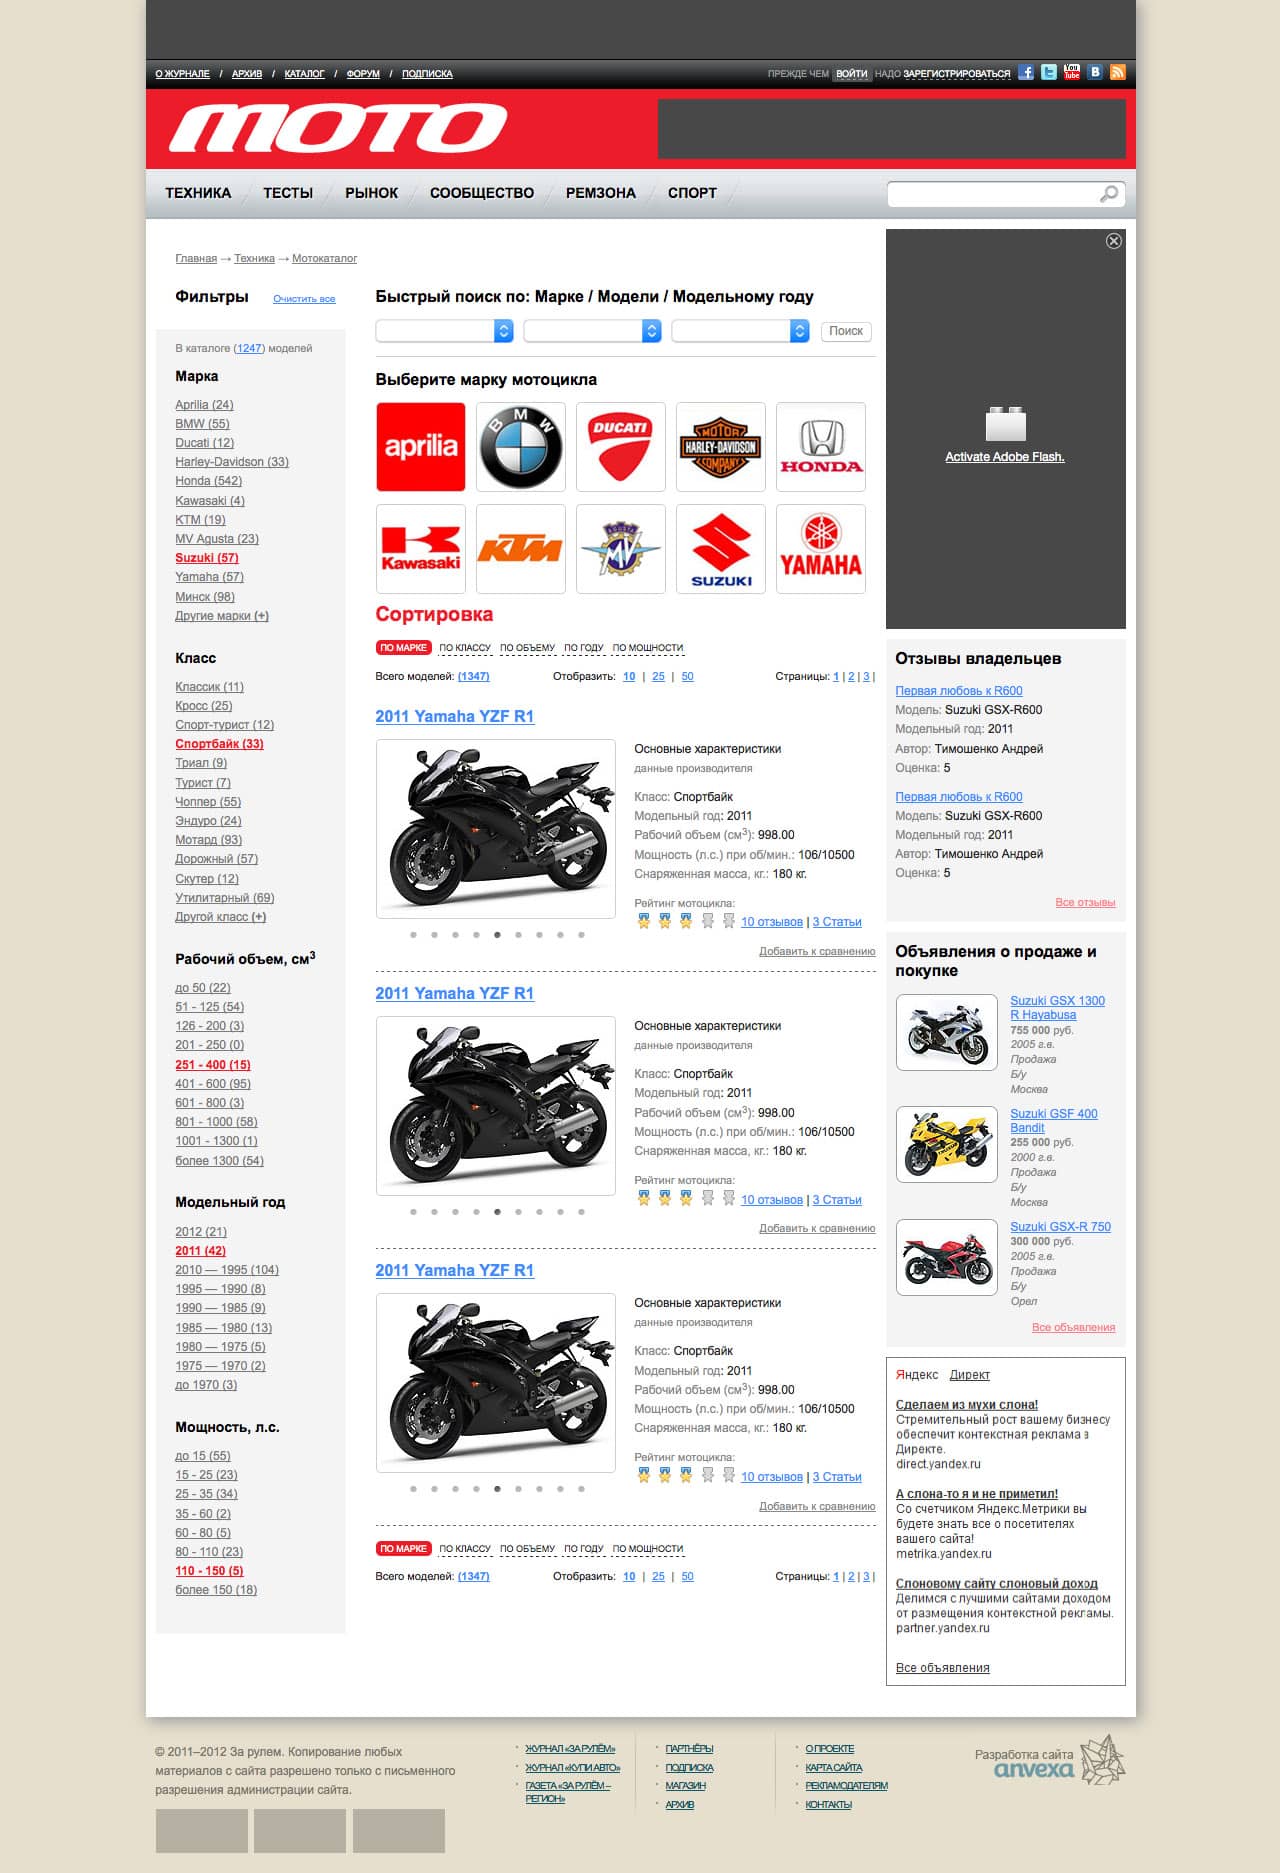 О ЖУРНАЛЕ / АРХИВ / КАТАЛОГ / ФОРУМ / ПОДПИСКА
ПРЕЖДЕ ЧЕМ ВОЙТИ НАДО ЗАРЕГИСТРИРОВАТЬСЯ
МОТО
ТЕХНИКА ТЕСТЫ РЫНОК СООБЩЕСТВО РЕМЗОНА СПОРТ
Главная → Техника → Мотокаталог
Фильтры Очистить все
В каталоге (1247) моделей
Марка
Aprilia (24)
BMW (55)
Ducati (12)
Harley-Davidson (33)
Honda (542)
Kawasaki (4)
KTM (19)
MV Agusta (23)
Suzuki (57)
Yamaha (57)
Минск (98)
Другие марки (+)
Класс
Классик (11)
Кросс (25)
Спорт-турист (12)
Спортбайк (33)
Триал (9)
Турист (7)
Чоппер (55)
Эндуро (24)
Мотард (93)
Дорожный (57)
Скутер (12)
Утилитарный (69)
Другой класс (+)
Рабочий объем, см3
до 50 (22)
51 - 125 (54)
126 - 200 (3)
201 - 250 (0)
251 - 400 (15)
401 - 600 (95)
601 - 800 (3)
801 - 1000 (58)
1001 - 1300 (1)
более 1300 (54)
Модельный год
2012 (21)
2011 (42)
2010 — 1995 (104)
1995 — 1990 (8)
1990 — 1985 (9)
1985 — 1980 (13)
1980 — 1975 (5)
1975 — 1970 (2)
до 1970 (3)
Мощность, л.с.
до 15 (55)
15 - 25 (23)
25 - 35 (34)
35 - 60 (2)
60 - 80 (5)
80 - 110 (23)
110 - 150 (5)
более 150 (18)
Быстрый поиск по: Марке / Модели / Модельному году
Поиск
Выберите марку мотоцикла
aprilia
BMW
DUCATI
MOTOR
HARLEY-DAVIDSON
COMPANY
HONDA
Kawasaki
KTM
AGUSTA
MV
SUZUKI
YAMAHA
Сортировка
ПО МАРКЕ ПО КЛАССУ ПО ОБЪЕМУ ПО ГОДУ ПО МОЩНОСТИ
Всего моделей: (1347) Отобразить: 10 | 25 | 50 Страницы: 1 | 2 | 3 |
2011 Yamaha YZF R1
Основные характеристики
данные производителя
Класс: Спортбайк
Модельный год: 2011
Рабочий объем (см3): 998.00
Мощность (л.с.) при об/мин.: 106/10500
Снаряженная масса, кг.: 180 кг.
Рейтинг мотоцикла:
10 отзывов | 3 Статьи
Добавить к сравнению
2011 Yamaha YZF R1
Основные характеристики
данные производителя
Класс: Спортбайк
Модельный год: 2011
Рабочий объем (см3): 998.00
Мощность (л.с.) при об/мин.: 106/10500
Снаряженная масса, кг.: 180 кг.
Рейтинг мотоцикла:
10 отзывов | 3 Статьи
Добавить к сравнению
2011 Yamaha YZF R1
Основные характеристики
данные производителя
Класс: Спортбайк
Модельный год: 2011
Рабочий объем (см3): 998.00
Мощность (л.с.) при об/мин.: 106/10500
Снаряженная масса, кг.: 180 кг.
Рейтинг мотоцикла:
10 отзывов | 3 Статьи
Добавить к сравнению
ПО МАРКЕ ПО КЛАССУ ПО ОБЪЕМУ ПО ГОДУ ПО МОЩНОСТИ
Всего моделей: (1347) Отобразить: 10 | 25 | 50 Страницы: 1 | 2 | 3 |
Activate Adobe Flash.
Отзывы владельцев
Первая любовь к R600
Модель: Suzuki GSX-R600
Модельный год: 2011
Автор: Тимошенко Андрей
Оценка: 5
Первая любовь к R600
Модель: Suzuki GSX-R600
Модельный год: 2011
Автор: Тимошенко Андрей
Оценка: 5
Все отзывы
Объявления о продаже и
покупке
Suzuki GSX 1300
R Hayabusa
755 000 руб.
2005 г.в.
Продажа
Б/у
Москва
Suzuki GSF 400
Bandit
255 000 руб.
2000 г.в.
Продажа
Б/у
Москва
Suzuki GSX-R 750
300 000 руб.
2005 г.в.
Продажа
Б/у
Орел
Все объявления
Яндекс Директ
Сделаем из мухи слона!
Стремительный рост вашему бизнесу
обеспечит контекстная реклама в
Директе.
direct.yandex.ru
А слона-то я и не приметил!
Со счетчиком Яндекс.Метрики вы
будете знать все о посетителях
вашего сайта!
metrika.yandex.ru
Слоновому сайту слоновый доход
Делимся с лучшими сайтами доходом
от размещения контекстной рекламы.
partner.yandex.ru
Все объявления
© 2011–2012 За рулем. Копирование любых
материалов с сайта разрешено только с письменного
разрешения администрации сайта.
ЖУРНАЛ «ЗА РУЛЁМ»
ЖУРНАЛ «КУПИ АВТО»
ГАЗЕТА «ЗА РУЛЁМ –
РЕГИОН»
ПАРТНЁРЫ
ПОДПИСКА
МАГАЗИН
АРХИВ
О ПРОЕКТЕ
КАРТА САЙТА
РЕКЛАМОДАТЕЛЯМ
КОНТАКТЫ
Разработка сайта
anvexa